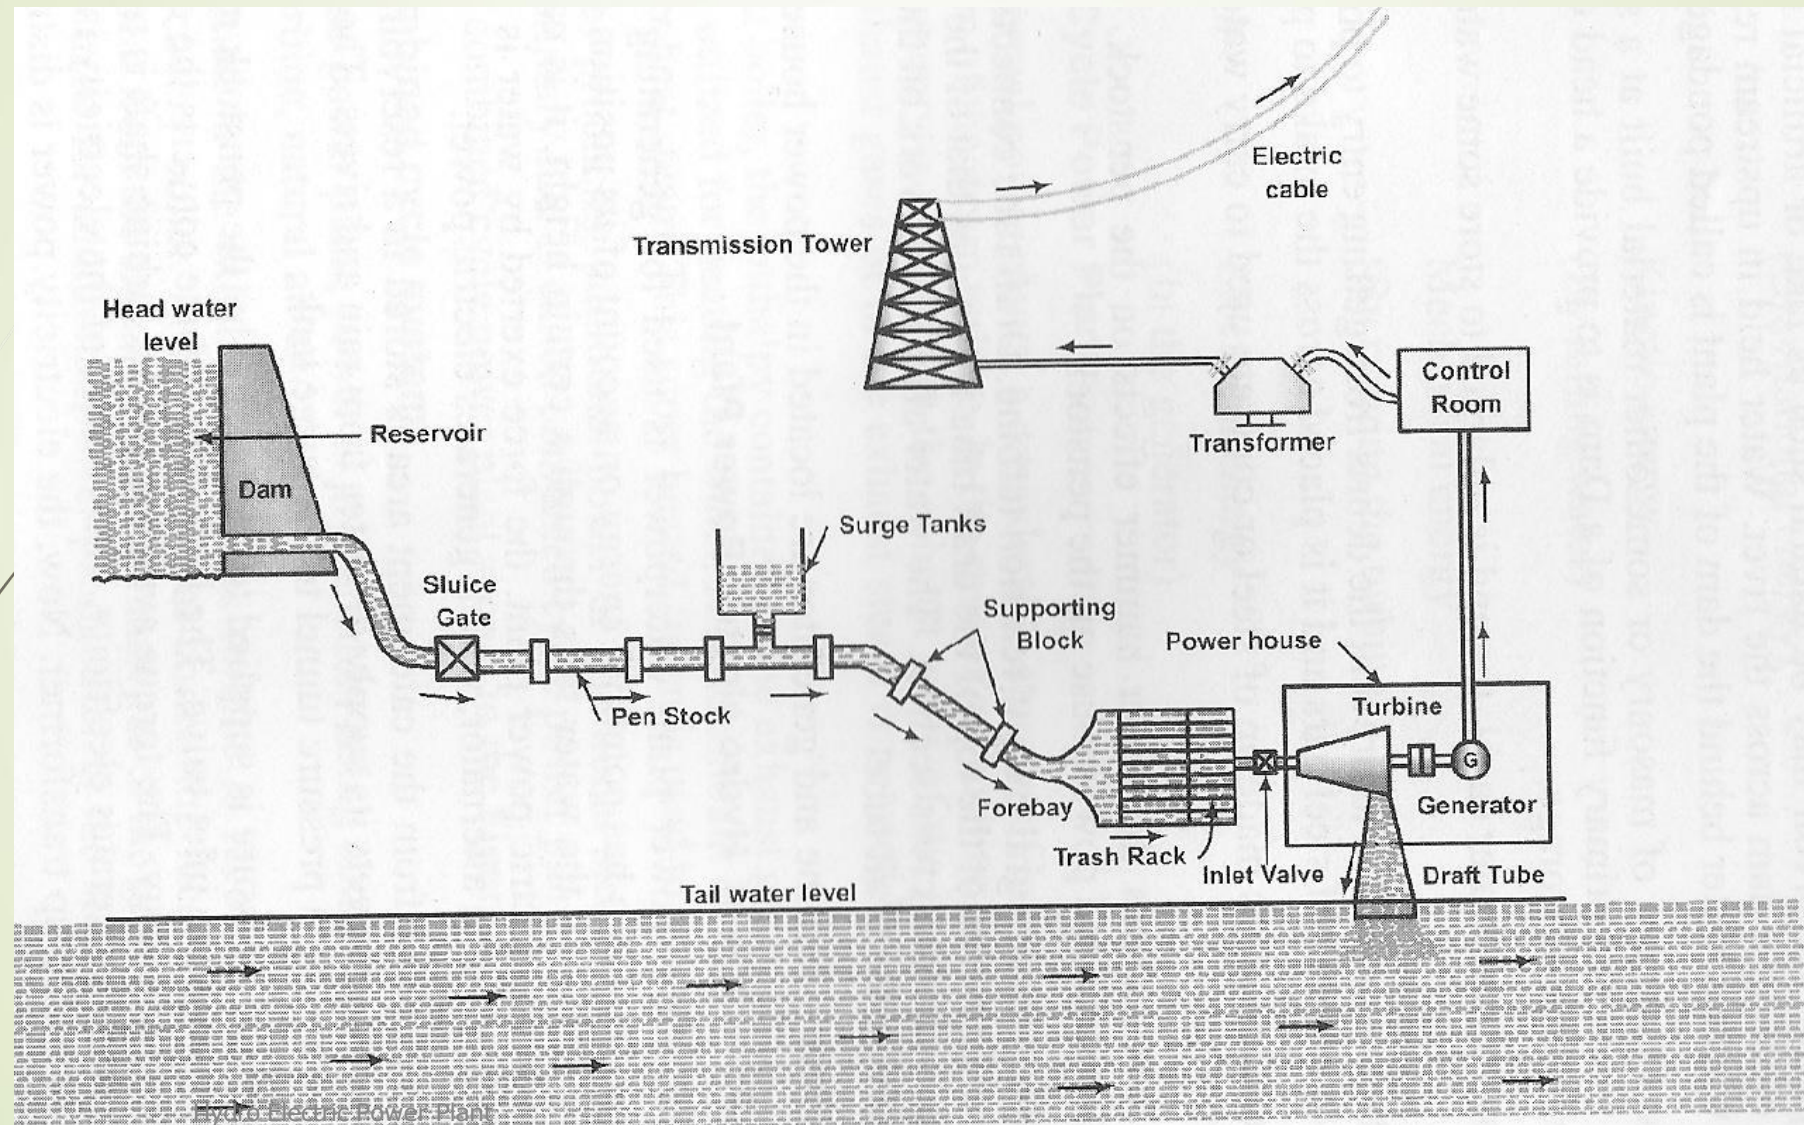 Electric
cable
Transmission Tower
Head water
level
Control
Room
Reservoir
Transformer
Dam
Surge Tanks
Sluice
Gate
Supporting
Block
Power house
Turbine
Pen Stock
G
Generator
Forebay
Trash Rack
Inlet Valve
Draft Tube
Tail water level
Hydro Electric Power Plant